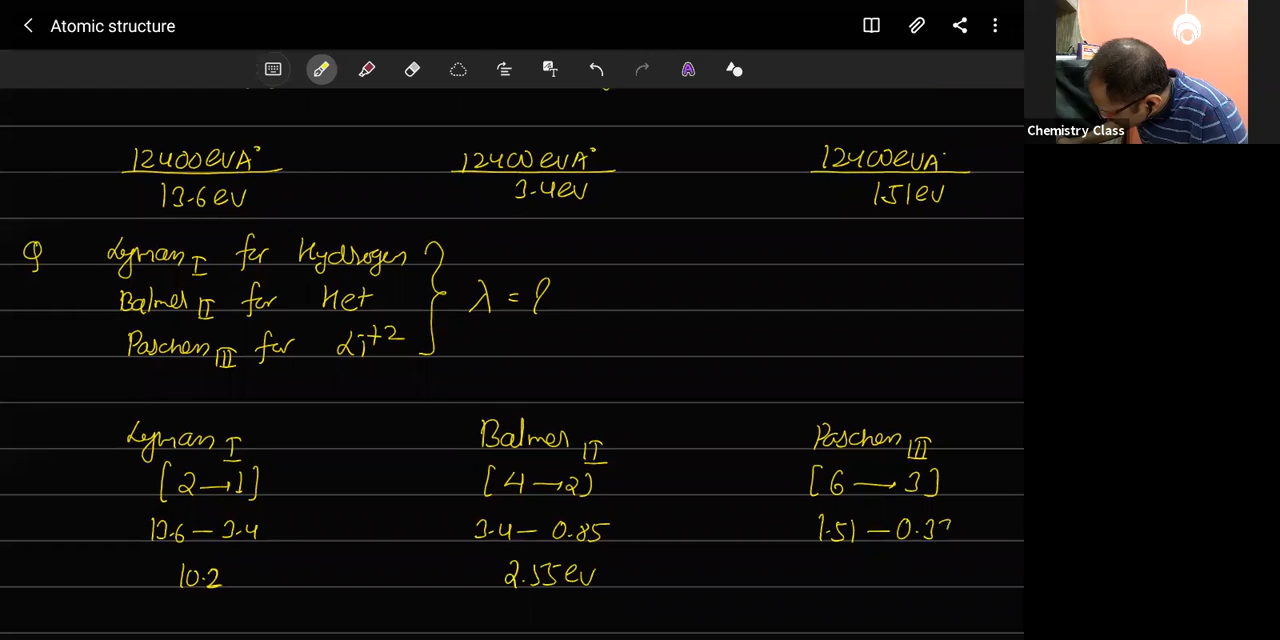 Atomic structure
Chemistry Class
12400eVA° 12400eVA° 12400eVA°
13.6eV 3.4eV 1.51eV
Q Lyman I for Hydrogen
Balmer II for He+ λ = ?
Paschen III for Li+2
Lyman I Balmer II Paschen III
[2→1] [4→2] [6→3]
13.6 – 3.4 3.4 – 0.85 1.51 – 0.37
10.2 2.55eV